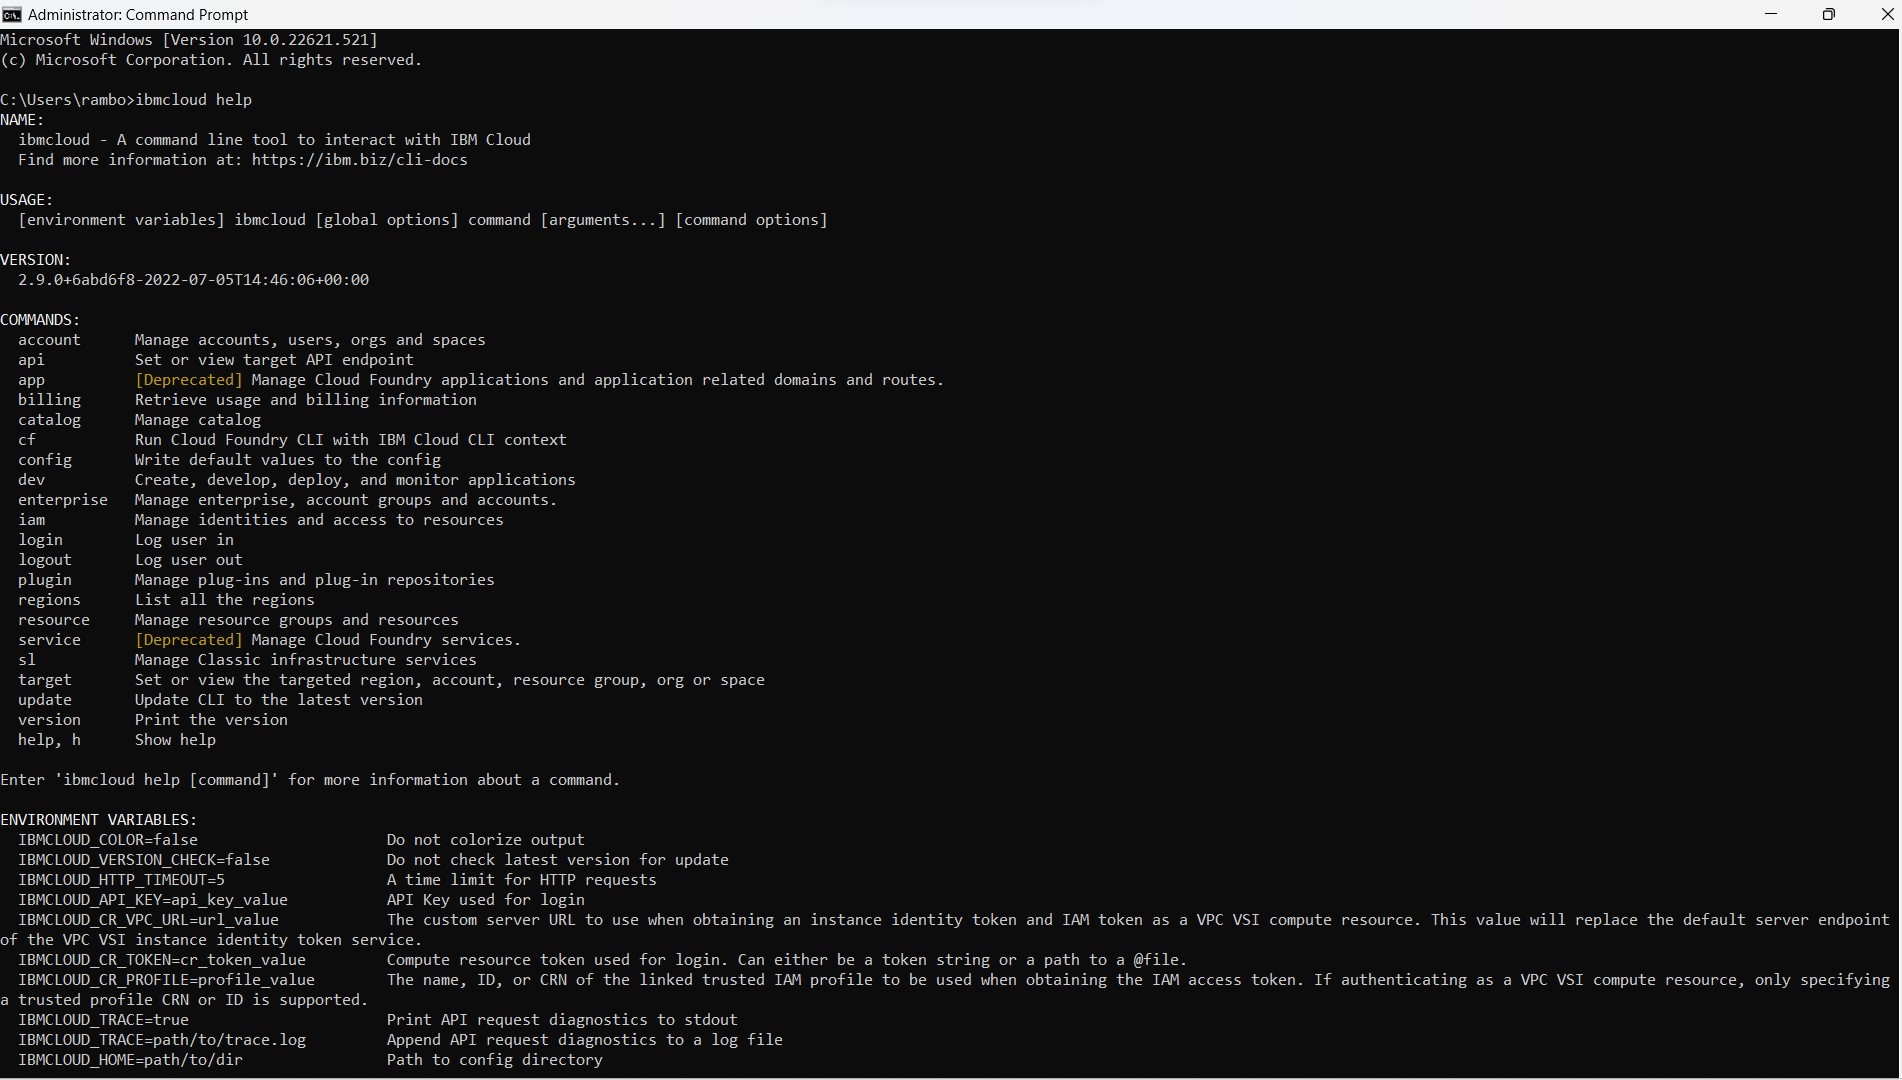 Administrator: Command Prompt
Microsoft Windows [Version 10.0.22621.521]
(c) Microsoft Corporation. All rights reserved.
C:\Users\rambo>ibmcloud help
NAME:
ibmcloud - A command line tool to interact with IBM Cloud
Find more information at: https://ibm.biz/cli-docs
USAGE:
[environment variables] ibmcloud [global options] command [arguments...] [command options]
VERSION:
2.9.0+6abd6f8-2022-07-05T14:46:06+00:00
COMMANDS:
account Manage accounts, users, orgs and spaces
api Set or view target API endpoint
app [Deprecated] Manage Cloud Foundry applications and application related domains and routes.
billing Retrieve usage and billing information
catalog Manage catalog
cf Run Cloud Foundry CLI with IBM Cloud CLI context
config Write default values to the config
dev Create, develop, deploy, and monitor applications
enterprise Manage enterprise, account groups and accounts.
iam Manage identities and access to resources
login Log user in
logout Log user out
plugin Manage plug-ins and plug-in repositories
regions List all the regions
resource Manage resource groups and resources
service [Deprecated] Manage Cloud Foundry services.
sl Manage Classic infrastructure services
target Set or view the targeted region, account, resource group, org or space
update Update CLI to the latest version
version Print the version
help, h Show help
Enter 'ibmcloud help [command]' for more information about a command.
ENVIRONMENT VARIABLES:
IBMCLOUD_COLOR=false Do not colorize output
IBMCLOUD_VERSION_CHECK=false Do not check latest version for update
IBMCLOUD_HTTP_TIMEOUT=5 A time limit for HTTP requests
IBMCLOUD_API_KEY=api_key_value API Key used for login
IBMCLOUD_CR_VPC_URL=url_value The custom server URL to use when obtaining an instance identity token and IAM token as a VPC VSI compute resource. This value will replace the default server endpoint
of the VPC VSI instance identity token service.
IBMCLOUD_CR_TOKEN=cr_token_value Compute resource token used for login. Can either be a token string or a path to a @file.
IBMCLOUD_CR_PROFILE=profile_value The name, ID, or CRN of the linked trusted IAM profile to be used when obtaining the IAM access token. If authenticating as a VPC VSI compute resource, only specifying
a trusted profile CRN or ID is supported.
IBMCLOUD_TRACE=true Print API request diagnostics to stdout
IBMCLOUD_TRACE=path/to/trace.log Append API request diagnostics to a log file
IBMCLOUD_HOME=path/to/dir Path to config directory